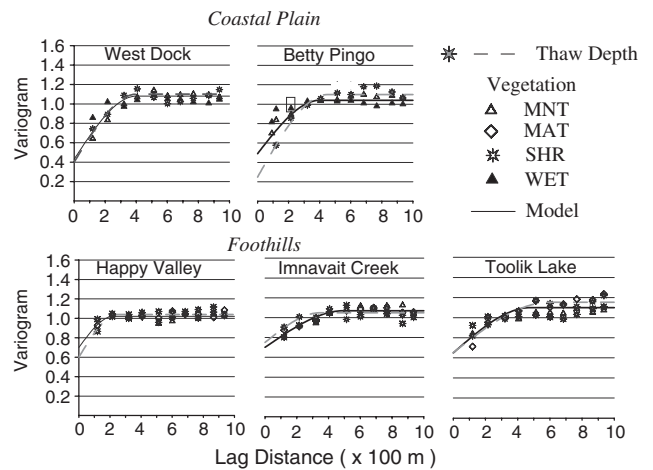 Coastal Plain
West Dock
Betty Pingo
Variogram
1.6
1.4
1.2
1.0
0.8
0.6
0.4
0.2
0 2 4 6 8 10
0 2 4 6 8 10
Thaw Depth
Vegetation
MNT
MAT
SHR
WET
Model
Foothills
Happy Valley
Imnavait Creek
Toolik Lake
Variogram
1.6
1.4
1.2
1.0
0.8
0.6
0.4
0.2
0 2 4 6 8 10
0 2 4 6 8 10
0 2 4 6 8 10
Lag Distance ( x 100 m )